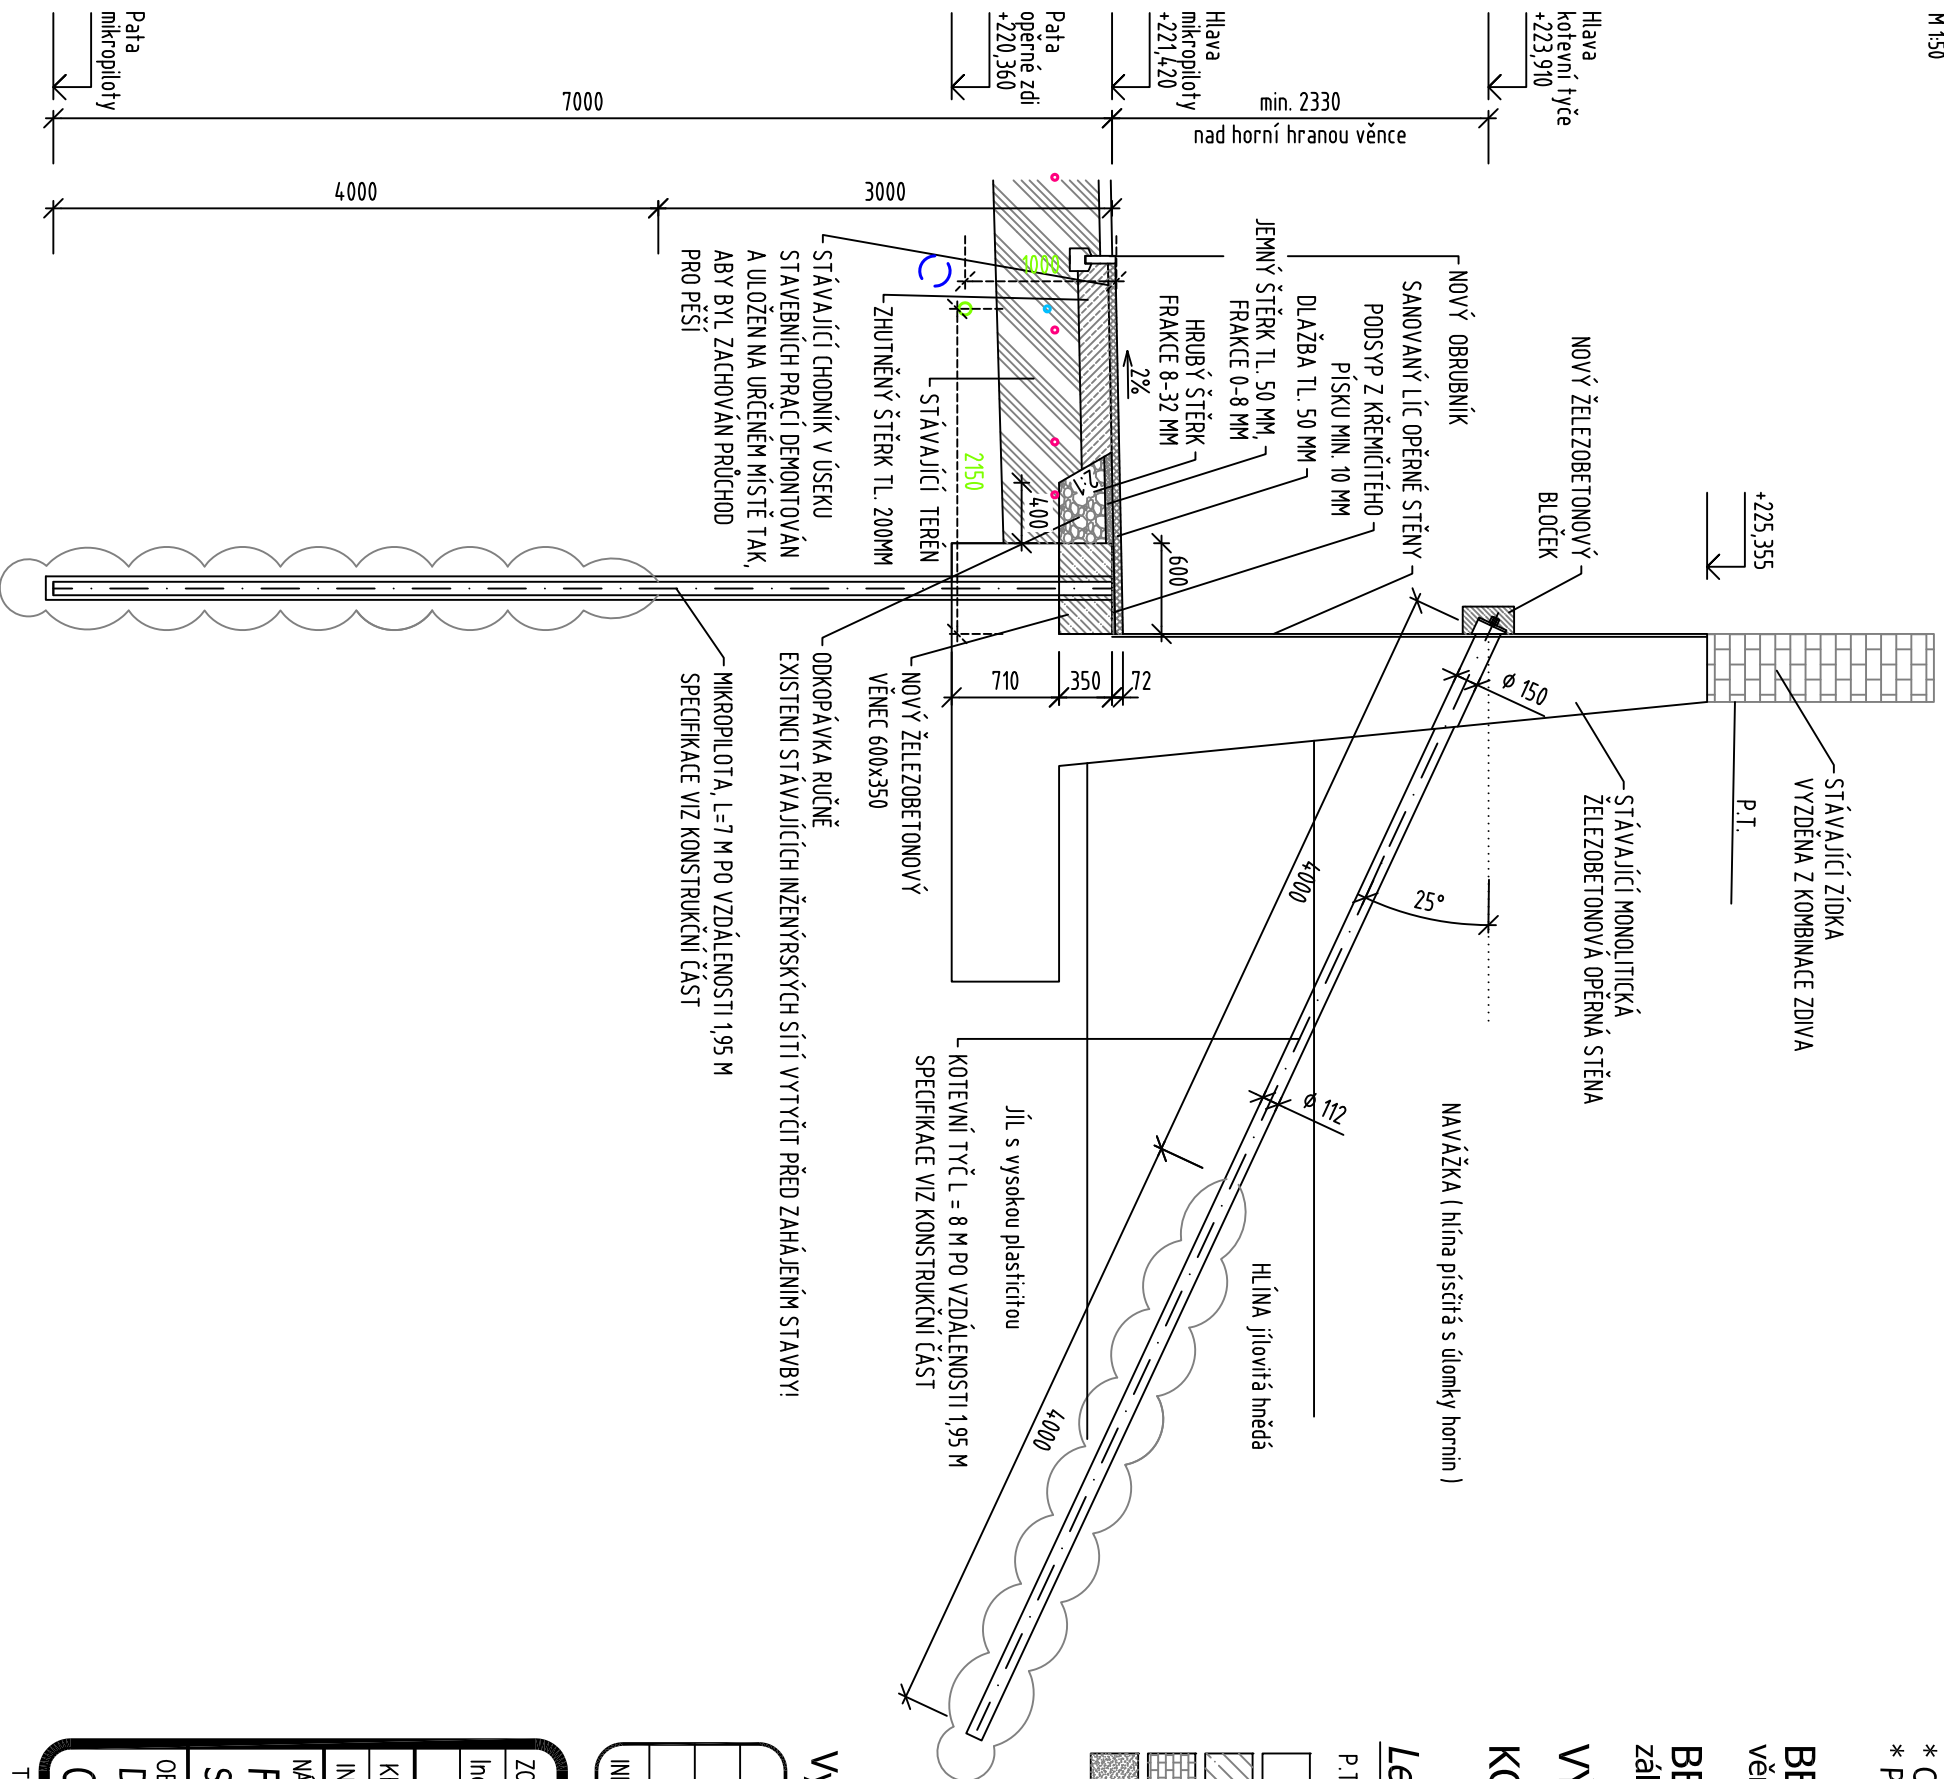 M 1:50
Hlava
kotevní tyče
+223,910
Hlava
mikropiloty
+221,420
Pata
opěrné zdi
+220,360
Pata
mikropiloty
min. 2330
nad horní hranou věnce
7000
3000
4000
+225,355
NOVÝ ŽELEZOBETONOVÝ
BLOČEK
NOVÝ OBRUBNÍK
SANOVANÝ LÍC OPĚRNÉ STĚNY
PODSYP Z KŘEMIČITÉHO
PÍSKU MIN. 10 MM
DLAŽBA TL. 50 MM
JEMNÝ ŠTĚRK TL. 50 MM,
FRAKCE 0-8 MM
HRUBÝ ŠTĚRK
FRAKCE 8-32 MM
2%
1000
2150
2:1
400
600
STÁVAJÍCÍ TERÉN
ZHUTNĚNÝ ŠTĚRK TL. 200MM
STÁVAJÍCÍ CHODNÍK V ÚSEKU
STAVEBNÍCH PRACÍ DEMONTOVÁN
A ULOŽEN NA URČENÉM MÍSTĚ TAK,
ABY BYL ZACHOVÁN PRŮCHOD
PRO PĚŠÍ
72
350
710
ø 150
25°
4000
ø 112
4000
STÁVAJÍCÍ ZÍDKA
VYZDĚNA Z KOMBINACE ZDIVA
P.T.
STÁVAJÍCÍ MONOLITICKÁ
ŽELEZOBETONOVÁ OPĚRNÁ STĚNA
NAVÁŽKA ( hlína písčitá s úlomky hornin )
HLÍNA jílovitá hnědá
JÍL s vysokou plasticitou
KOTEVNÍ TYČ L = 8 M PO VZDÁLENOSTI 1,95 M
SPECIFIKACE VIZ KONSTRUKČNÍ ČÁST
NOVÝ ŽELEZOBETONOVÝ
VĚNEC 600x350
ODKOPÁVKA RUČNĚ
EXISTENCI STÁVAJÍCÍCH INŽENÝRSKÝCH SÍTÍ VYTYČIT PŘED ZAHÁJENÍM STAVBY!
MIKROPILOTA, L=7 M PO VZDÁLENOSTI 1,95 M
SPECIFIKACE VIZ KONSTRUKČNÍ ČÁST